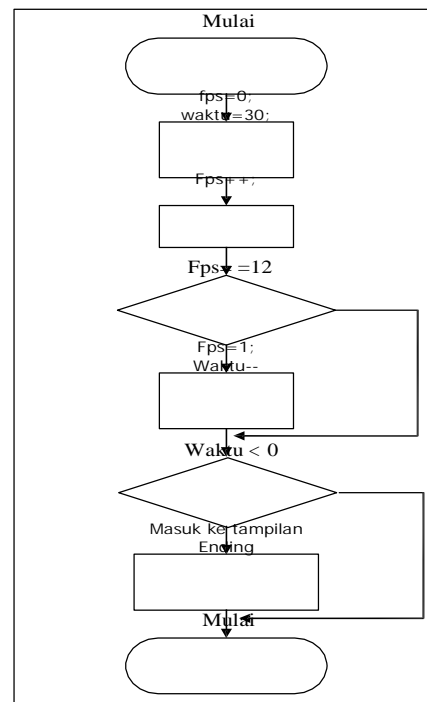 Mulai
fps=0;
waktu=30;
Fps++;
Fps= =12
Fps=1;
Waktu--
Waktu < 0
Masuk ke tampilan
Ending
Mulai